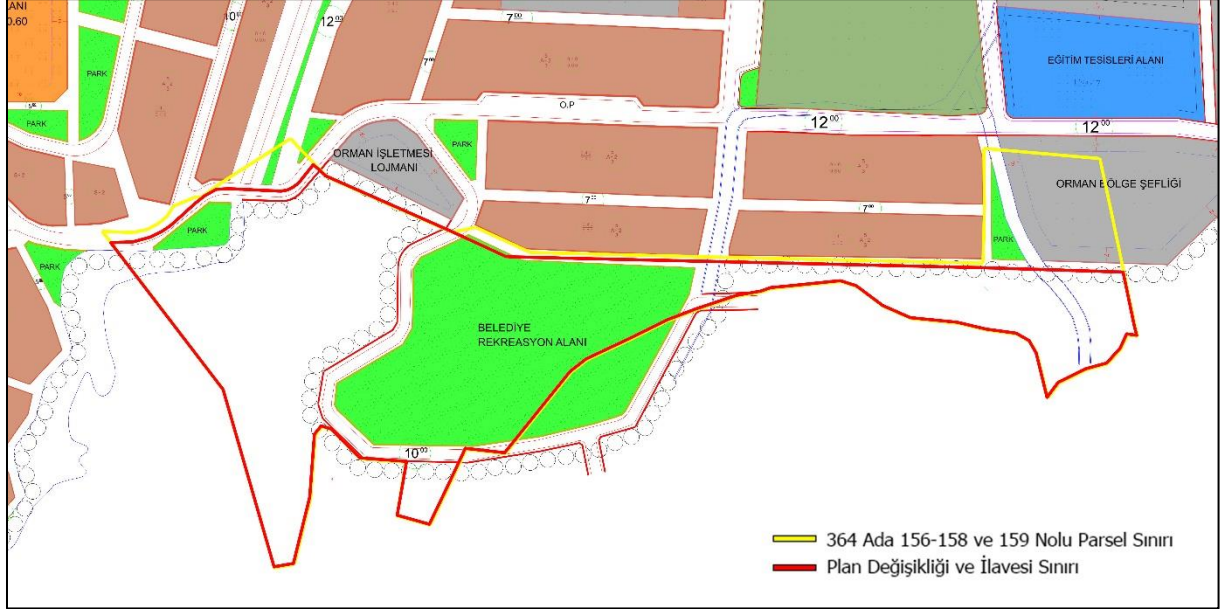 ANI
0.60
PARK
10⁰⁰
12⁰⁰
7⁰⁰
7⁰⁰
EĞİTİM TESİSLERİ ALANI
PARK
O.P
12⁰⁰
12⁰⁰
ORMAN İŞLETMESİ
LOJMANI
PARK
ORMAN BÖLGE ŞEFLİĞİ
7⁰⁰
7⁰⁰
PARK
PARK
PARK
BELEDİYE
REKREASYON ALANI
10⁰⁰
364 Ada 156-158 ve 159 Nolu Parsel Sınırı
Plan Değişikliği ve İlavesi Sınırı